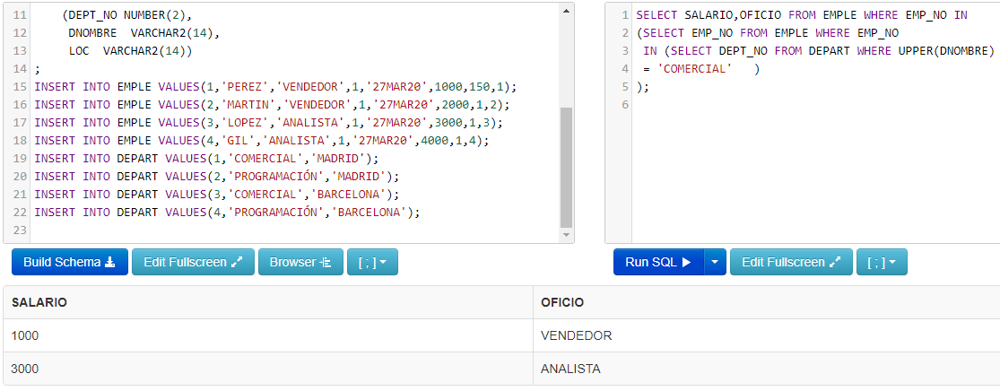 11 (DEPT_NO NUMBER(2),
12 DNOMBRE VARCHAR2(14),
13 LOC VARCHAR2(14))
14 ;
15 INSERT INTO EMPLE VALUES(1,'PEREZ','VENDEDOR',1,'27MAR20',1000,150,1);
16 INSERT INTO EMPLE VALUES(2,'MARTIN','VENDEDOR',1,'27MAR20',2000,1,2);
17 INSERT INTO EMPLE VALUES(3,'LOPEZ','ANALISTA',1,'27MAR20',3000,1,3);
18 INSERT INTO EMPLE VALUES(4,'GIL','ANALISTA',1,'27MAR20',4000,1,4);
19 INSERT INTO DEPART VALUES(1,'COMERCIAL','MADRID');
20 INSERT INTO DEPART VALUES(2,'PROGRAMACIÓN','MADRID');
21 INSERT INTO DEPART VALUES(3,'COMERCIAL','BARCELONA');
22 INSERT INTO DEPART VALUES(4,'PROGRAMACIÓN','BARCELONA');
23
1 SELECT SALARIO,OFICIO FROM EMPLE WHERE EMP_NO IN
2 (SELECT EMP_NO FROM EMPLE WHERE EMP_NO
3 IN (SELECT DEPT_NO FROM DEPART WHERE UPPER(DNOMBRE)
4 = 'COMERCIAL' )
5 );
6
Build Schema Edit Fullscreen Browser [ ; ]
Run SQL Edit Fullscreen [ ; ]
SALARIO OFICIO
1000 VENDEDOR
3000 ANALISTA